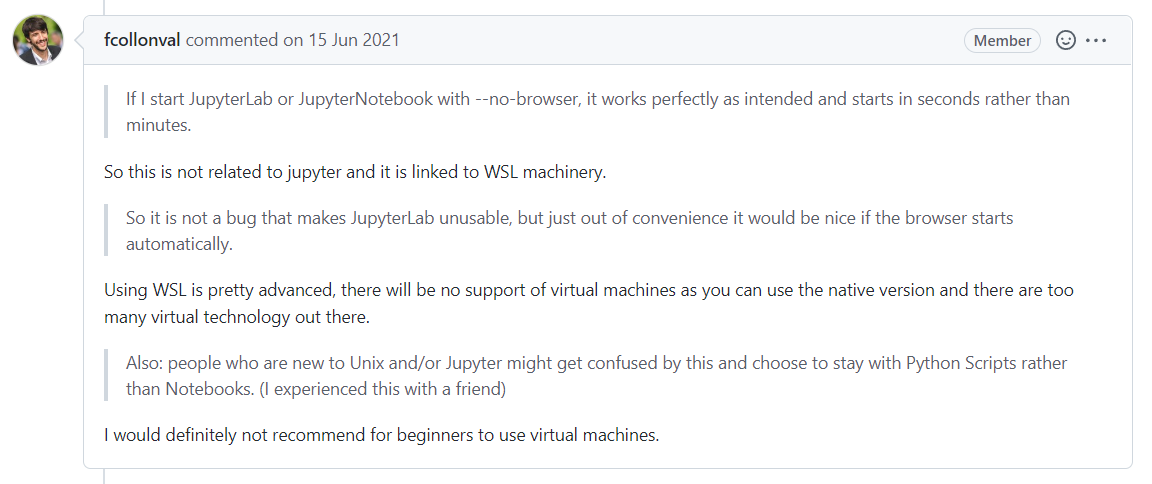 fcollonval commented on 15 Jun 2021
Member
If I start JupyterLab or JupyterNotebook with --no-browser, it works perfectly as intended and starts in seconds rather than
minutes.
So this is not related to jupyter and it is linked to WSL machinery.
So it is not a bug that makes JupyterLab unusable, but just out of convenience it would be nice if the browser starts
automatically.
Using WSL is pretty advanced, there will be no support of virtual machines as you can use the native version and there are too
many virtual technology out there.
Also: people who are new to Unix and/or Jupyter might get confused by this and choose to stay with Python Scripts rather
than Notebooks. (I experienced this with a friend)
I would definitely not recommend for beginners to use virtual machines.